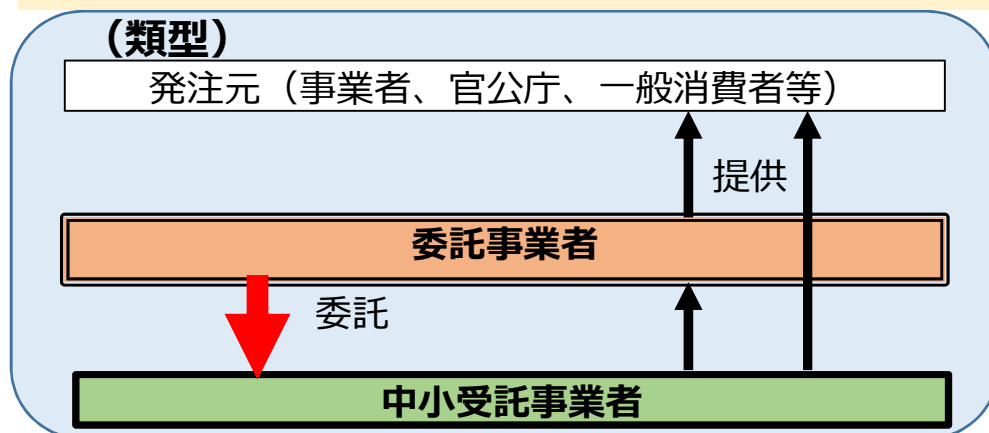 （類型）
発注元（事業者、官公庁、一般消費者等）
提供
委託事業者
委託
中小受託事業者